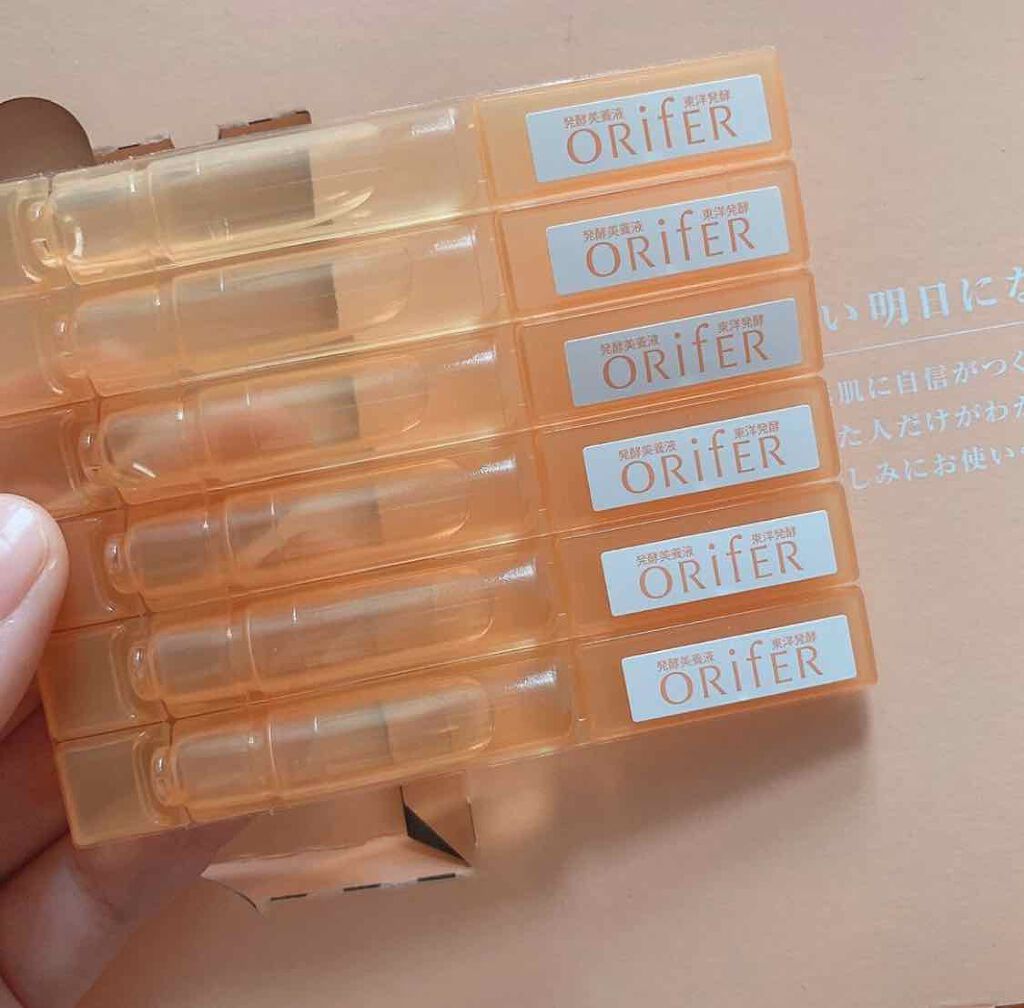 発酵美養液 東洋発酵
ORifER
発酵美養液 東洋発酵
ORifER
発酵美養液 東洋発酵
ORifER
発酵美養液 東洋発酵
ORifER
発酵美養液 東洋発酵
ORifER
発酵美養液 東洋発酵
ORifER
い明日にな
肌に自信がつく
た人だけがわか
しみにお使い